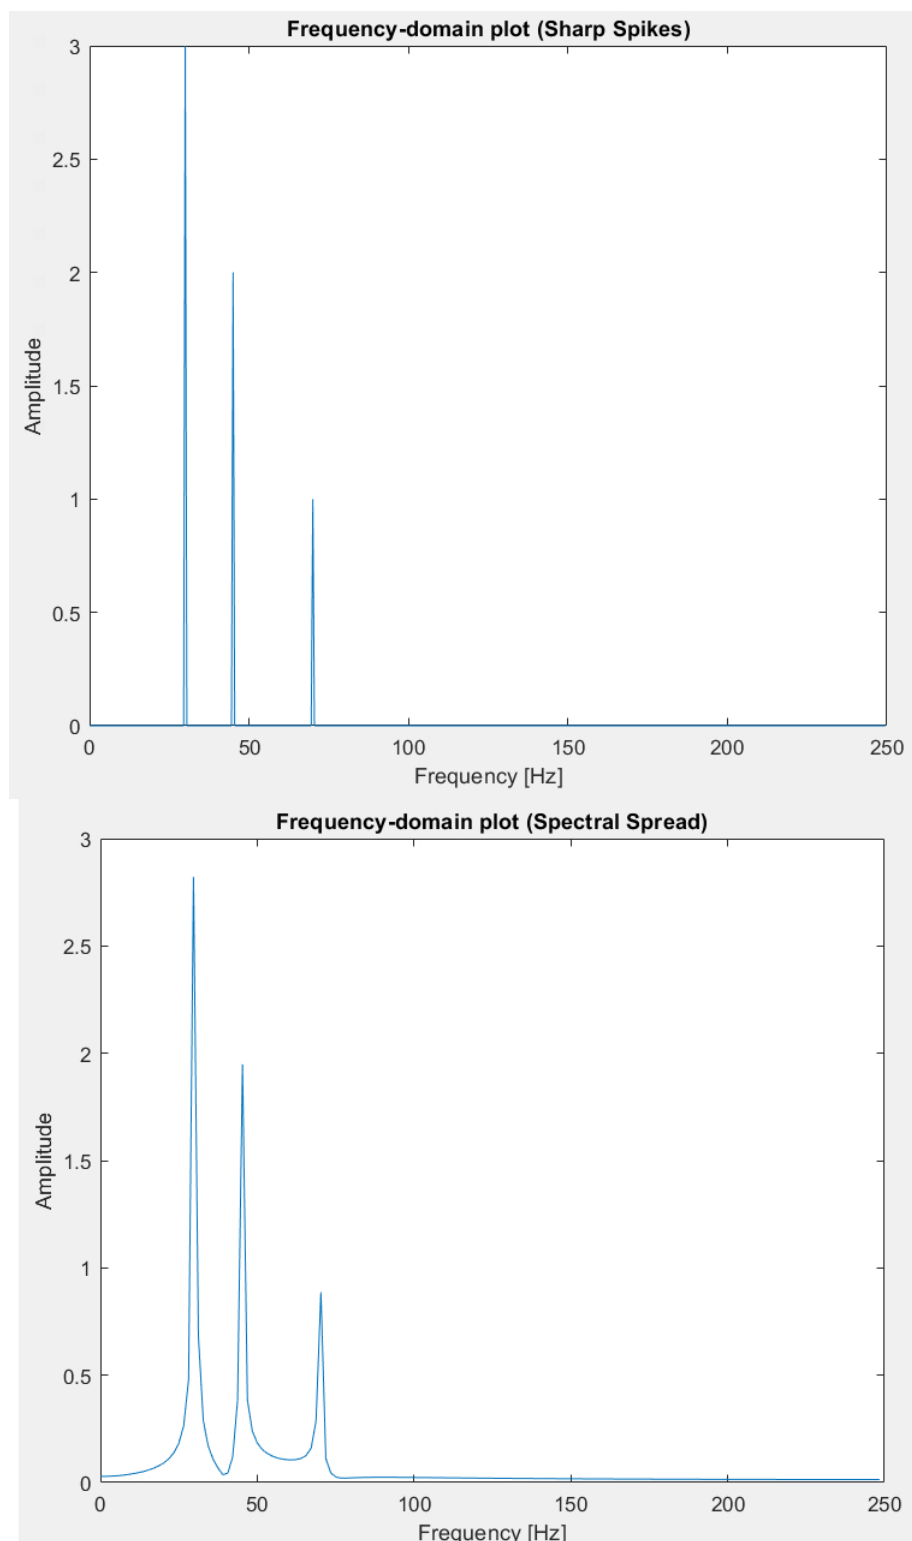 Frequency-domain plot (Sharp Spikes)
3
2.5
2
1.5
1
0.5
0
Amplitude
0 50 100 150 200 250
Frequency [Hz]
Frequency-domain plot (Spectral Spread)
3
2.5
2
1.5
1
0.5
0
Amplitude
0 50 100 150 200 250
Frequency [Hz]